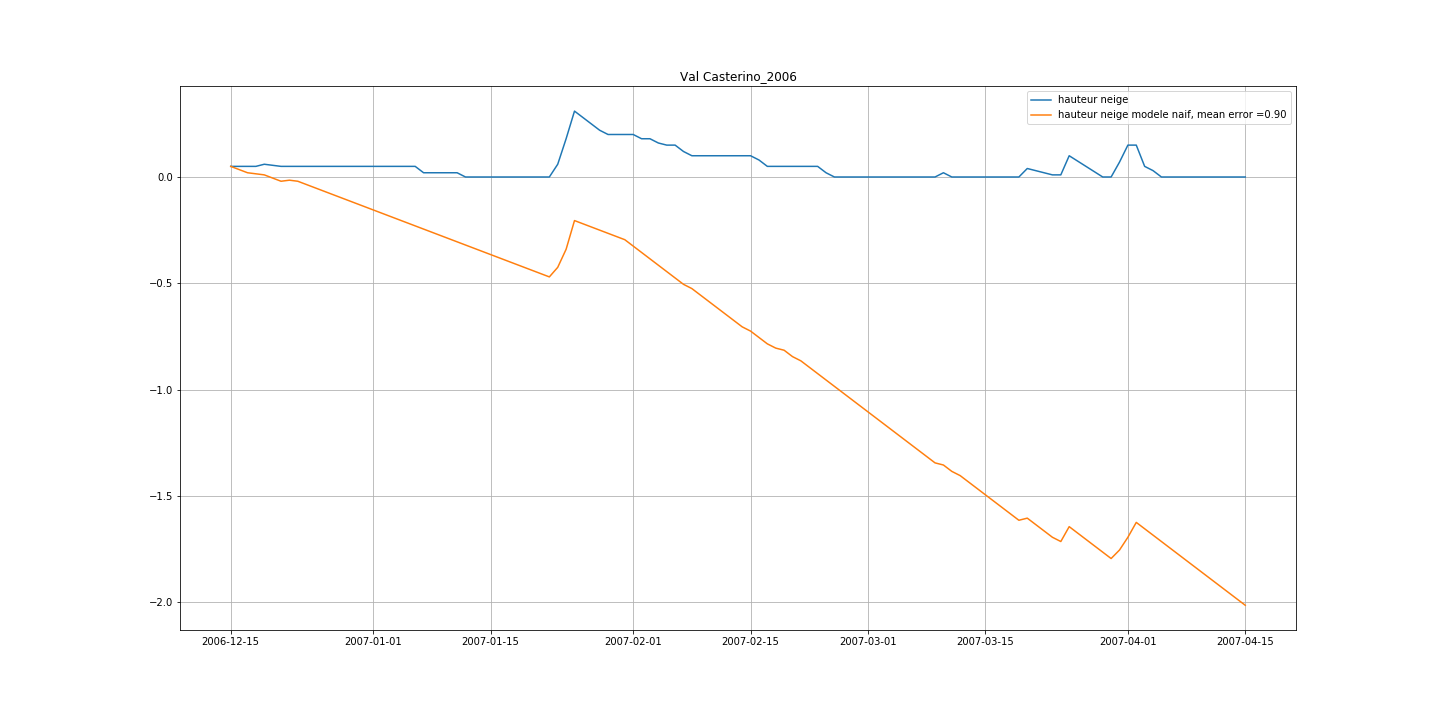 Val Casterino_2006
hauteur neige
hauteur neige modele naif, mean error =0.90
0.0
−0.5
−1.0
−1.5
−2.0
2006-12-15 2007-01-01 2007-01-15 2007-02-01 2007-02-15 2007-03-01 2007-03-15 2007-04-01 2007-04-15